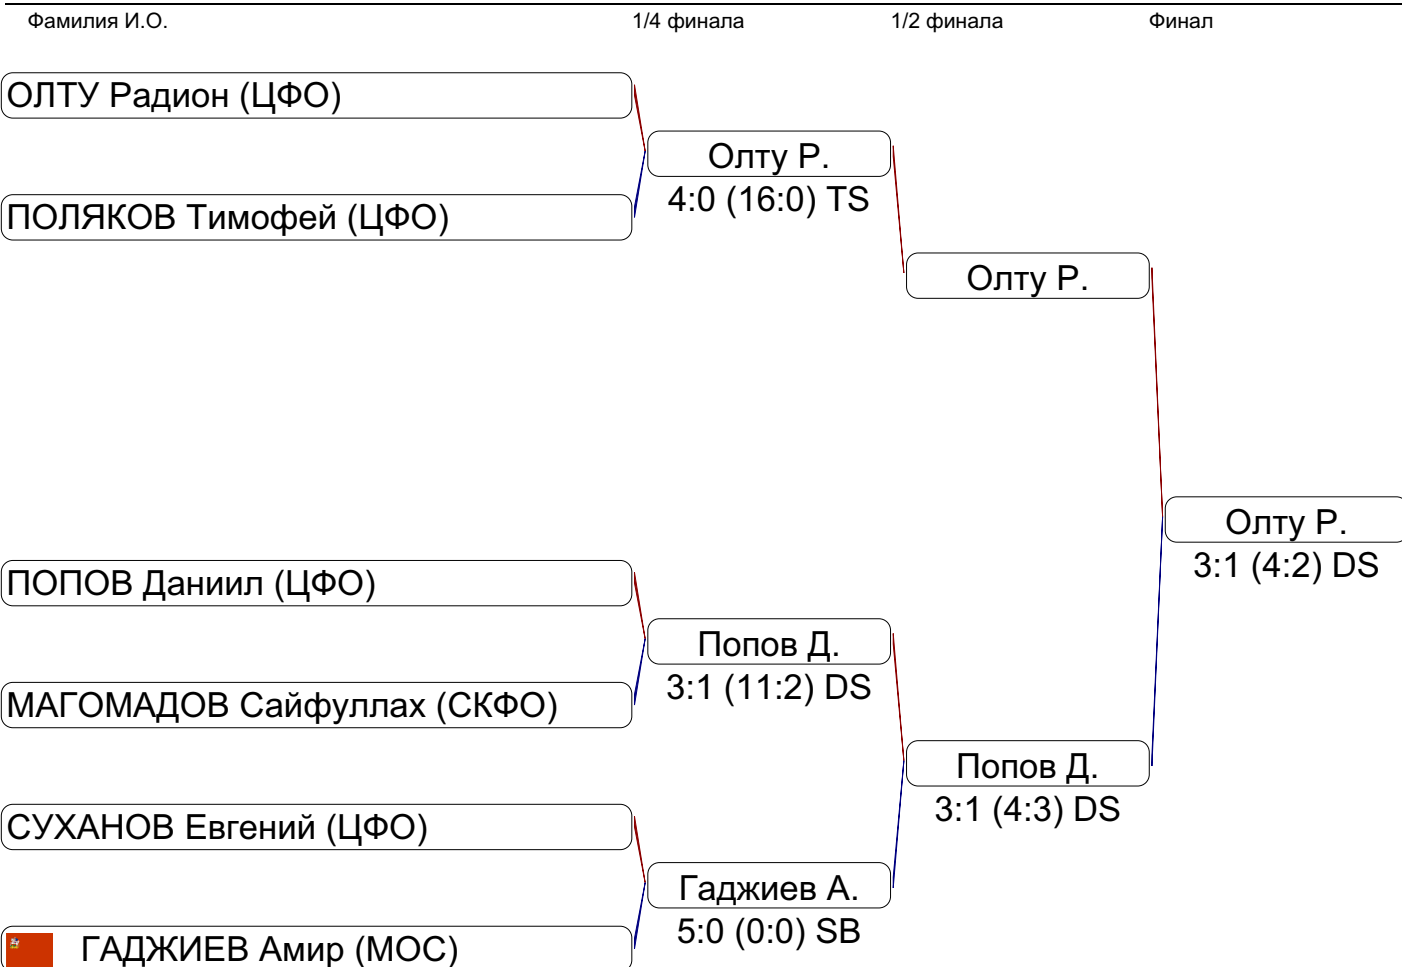 Фамилия И.О. 1/4 финала 1/2 финала Финал
ОЛТУ Радион (ЦФО)
Олту Р.
4:0 (16:0) TS
ПОЛЯКОВ Тимофей (ЦФО)
Олту Р.
Олту Р.
3:1 (4:2) DS
ПОПОВ Даниил (ЦФО)
Попов Д.
3:1 (11:2) DS
МАГОМАДОВ Сайфуллах (СКФО)
Попов Д.
3:1 (4:3) DS
СУХАНОВ Евгений (ЦФО)
Гаджиев А.
5:0 (0:0) SB
ГАДЖИЕВ Амир (МОС)